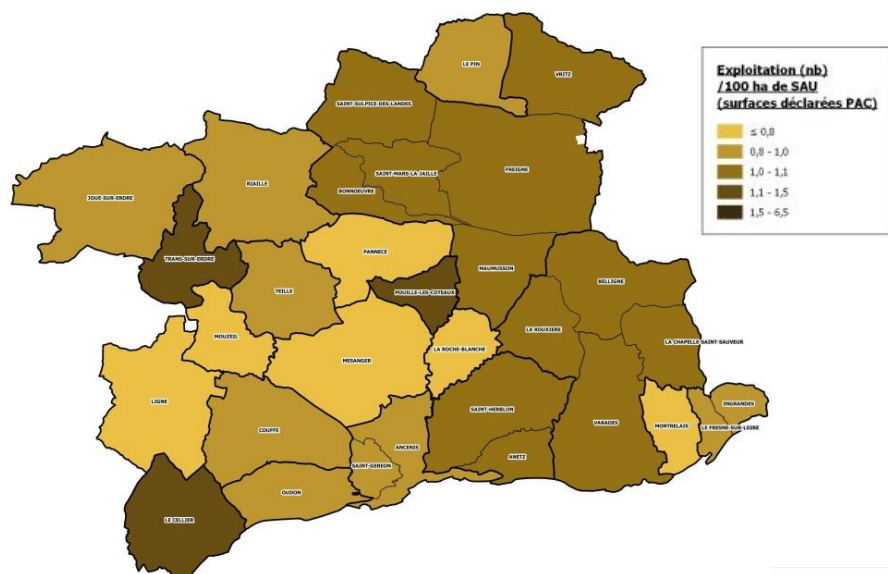 Exploitation (nb)
/100 ha de SAU
(surfaces déclarées PAC)
≤ 0,8
0,8 - 1,0
1,0 - 1,1
1,1 - 1,5
1,5 - 6,5
LE PIN
VRITZ
SAINT-SULPICE-DES-LANDES
FREIGNE
SAINT-MARS-LA-JAILLE
RIAILLE
BONNOEUVRE
JOUE-SUR-ERDRE
PANNECE
TRANS-SUR-ERDRE
MAUMUSSON
BELLIGNE
TEILLE
POUILLE-LES-COTEAUX
LA ROUXIERE
MOUZEIL
LA CHAPELLE-SAINT-SAUVEUR
LA ROCHE-BLANCHE
MESANGER
LIGNE
INGRANDES
SAINT-HERBLON
VARADES
MONTRELAIS
LE FRESNE-SUR-LOIRE
COUFFE
ANCENIS
ANETZ
SAINT-GEREON
OUDON
LE CELLIER